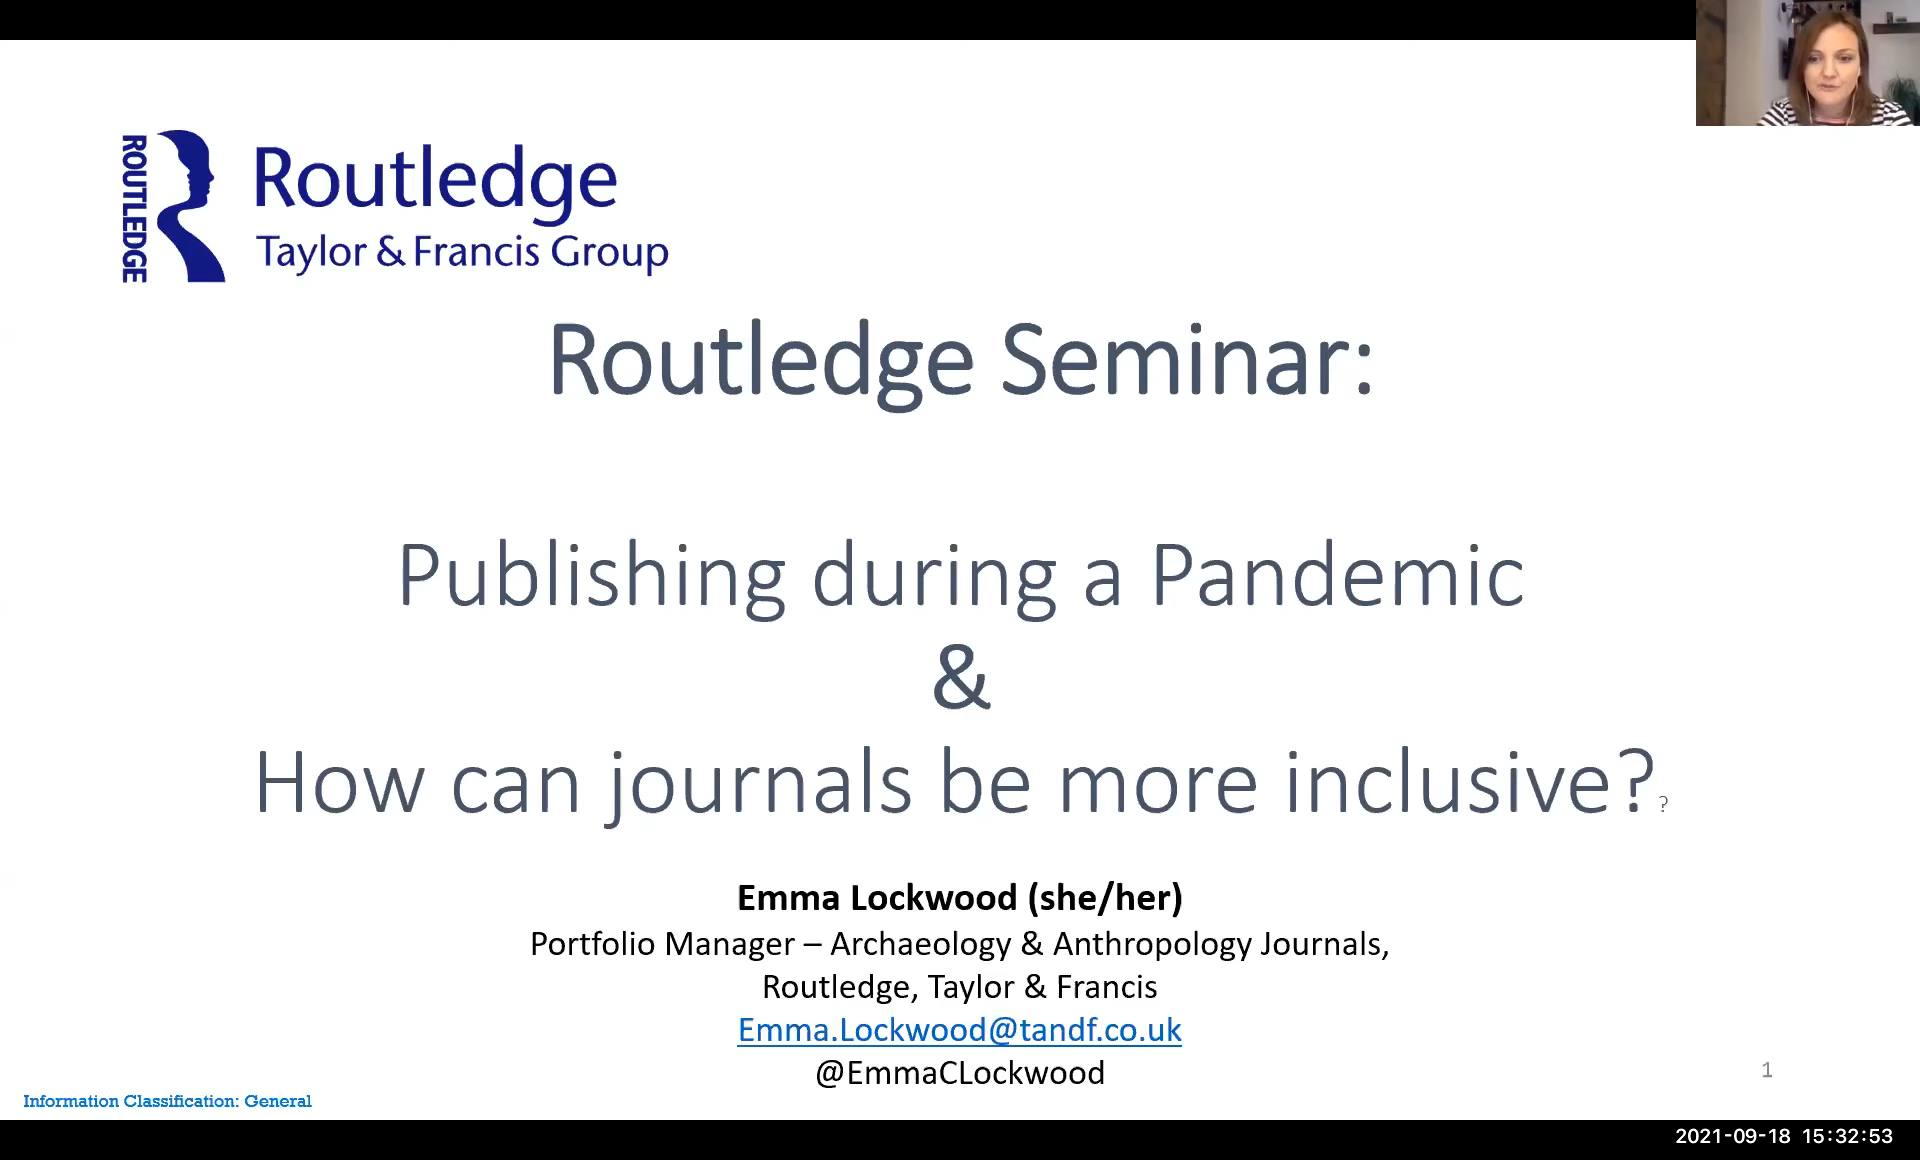 ROUTLEDGE
Routledge
Taylor & Francis Group
Routledge Seminar:
Publishing during a Pandemic
&
How can journals be more inclusive??
Emma Lockwood (she/her)
Portfolio Manager – Archaeology & Anthropology Journals,
Routledge, Taylor & Francis
Emma.Lockwood@tandf.co.uk
@EmmaCLockwood
1
Information Classification: General
2021-09-18 15:32:53